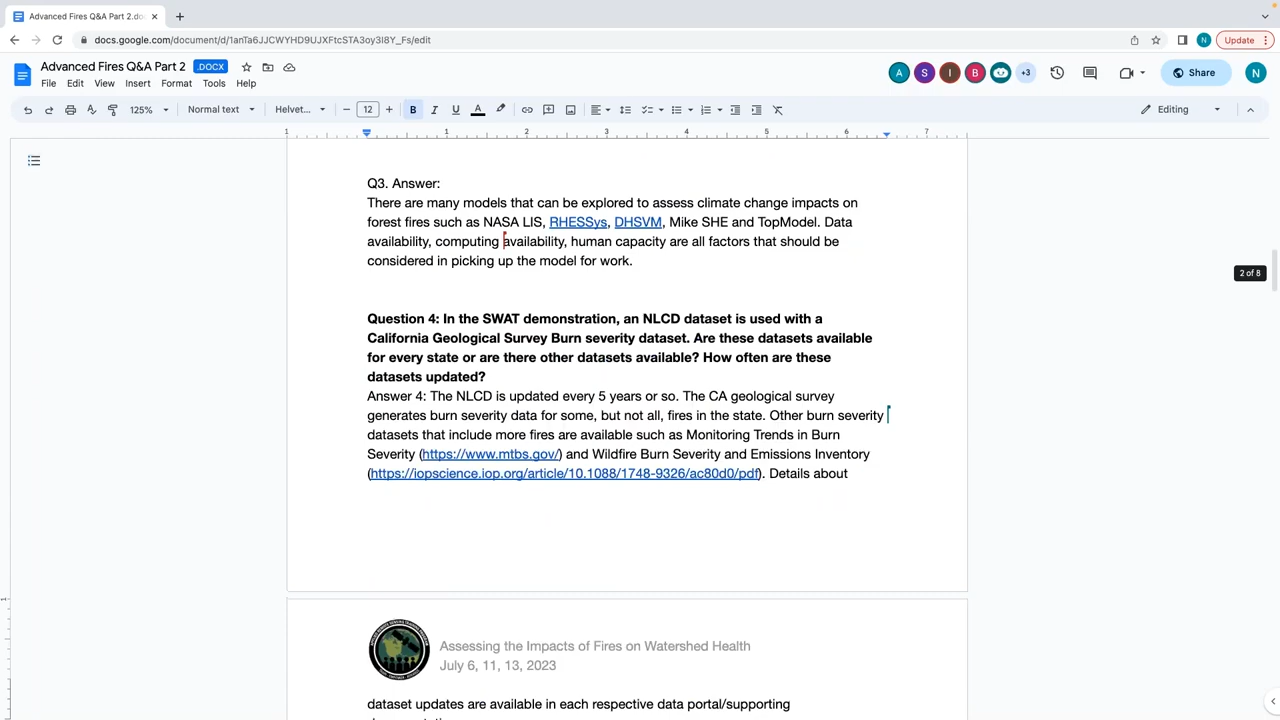 Advanced Fires Q&A Part 2.do
docs.google.com/document/d/1anTa6JJCWYHD9UJXFtcSTA3oy3I8Y_Fs/edit
N
Update
Advanced Fires Q&A Part 2 .DOCX
File Edit View Insert Format Tools Help
A S I B +3
Share
N
125% Normal text Helvet... 12 B I U A
Editing
1 1 2 3 4 5 6 7
Q3. Answer:
There are many models that can be explored to assess climate change impacts on
forest fires such as NASA LIS, RHESSys, DHSVM, Mike SHE and TopModel. Data
availability, computing availability, human capacity are all factors that should be
considered in picking up the model for work.
2 of 8
Question 4: In the SWAT demonstration, an NLCD dataset is used with a
California Geological Survey Burn severity dataset. Are these datasets available
for every state or are there other datasets available? How often are these
datasets updated?
Answer 4: The NLCD is updated every 5 years or so. The CA geological survey
generates burn severity data for some, but not all, fires in the state. Other burn severity
datasets that include more fires are available such as Monitoring Trends in Burn
Severity (https://www.mtbs.gov/) and Wildfire Burn Severity and Emissions Inventory
(https://iopscience.iop.org/article/10.1088/1748-9326/ac80d0/pdf). Details about
Assessing the Impacts of Fires on Watershed Health
July 6, 11, 13, 2023
dataset updates are available in each respective data portal/supporting